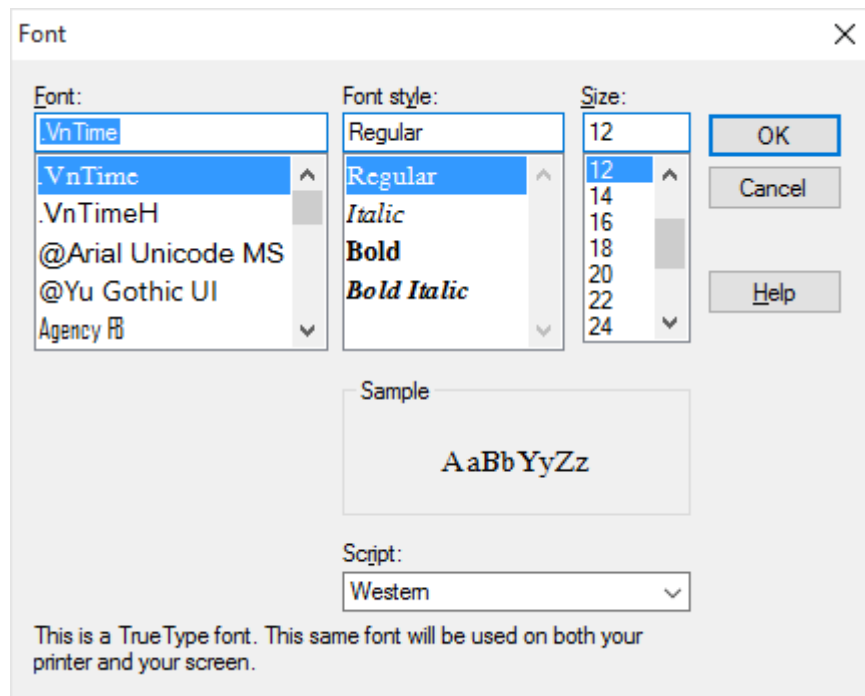 Font
Font: Font style: Size:
.VnTime Regular 12 OK
.VnTime Regular 12
.VnTimeH Italic 14 Cancel
@Arial Unicode MS Bold 16
@Yu Gothic UI Bold Italic 18
Agency FB 20
22 Help
24
Sample
AaBbYyZz
Script:
Western
This is a TrueType font. This same font will be used on both your
printer and your screen.